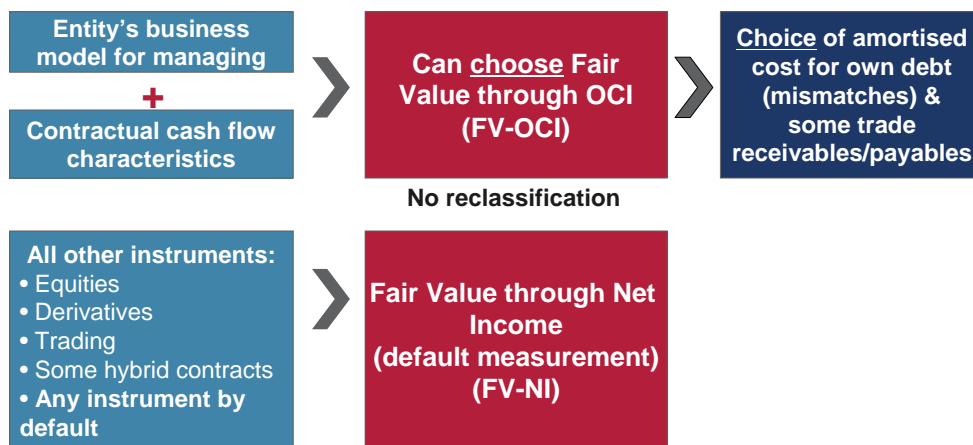 Entity’s business
model for managing
+
Contractual cash flow
characteristics
Can choose Fair
Value through OCI
(FV-OCI)
Choice of amortised
cost for own debt
(mismatches) &
some trade
receivables/payables
No reclassification
All other instruments:
• Equities
• Derivatives
• Trading
• Some hybrid contracts
• Any instrument by
default
Fair Value through Net
Income
(default measurement)
(FV-NI)